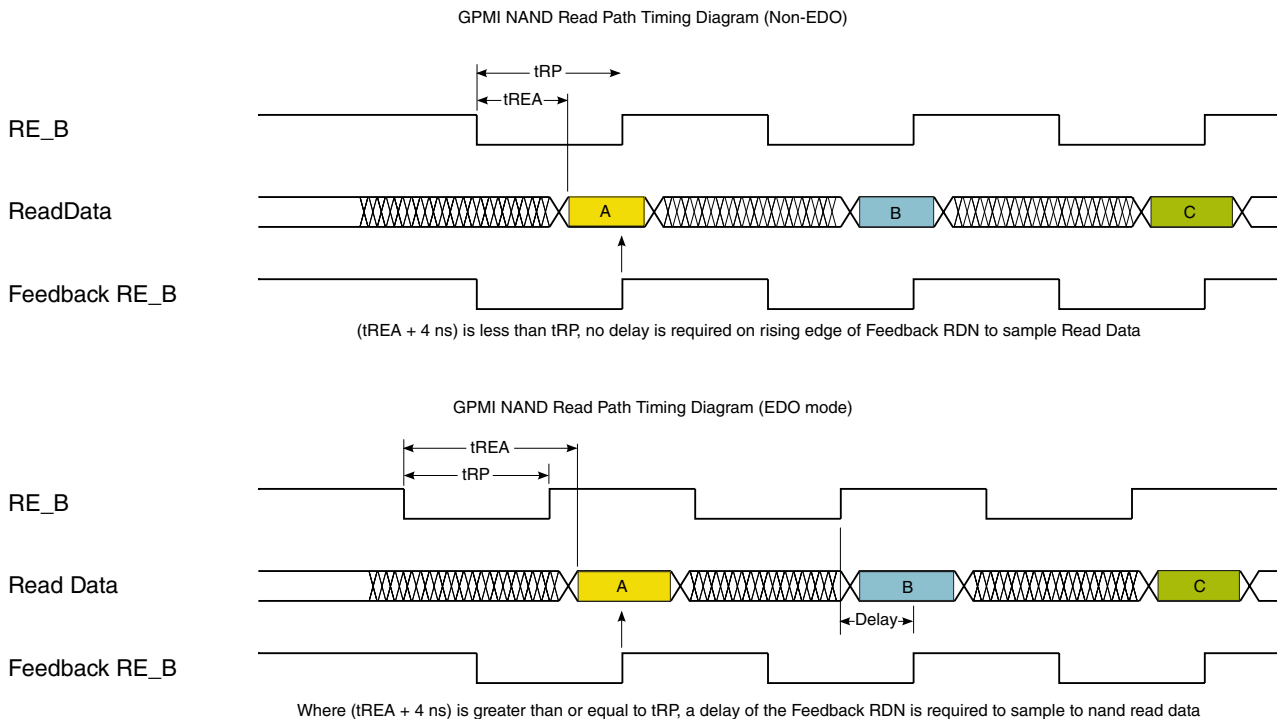 GPMI NAND Read Path Timing Diagram (Non-EDO)
tRP
tREA
RE_B
ReadData
A
B
C
Feedback RE_B
(tREA + 4 ns) is less than tRP, no delay is required on rising edge of Feedback RDN to sample Read Data
GPMI NAND Read Path Timing Diagram (EDO mode)
tREA
tRP
RE_B
Read Data
A
B
C
Delay
Feedback RE_B
Where (tREA + 4 ns) is greater than or equal to tRP, a delay of the Feedback RDN is required to sample to nand read data